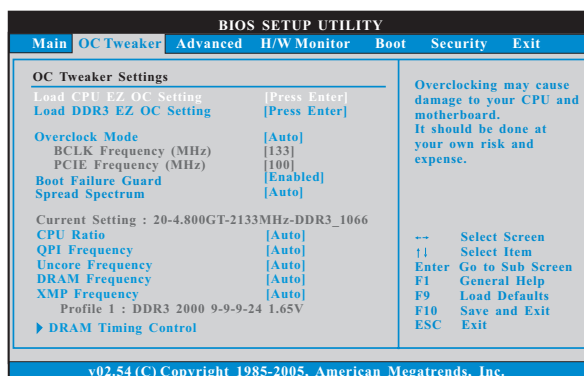 BIOS SETUP UTILITY
Main OC Tweaker Advanced H/W Monitor Boot Security Exit
OC Tweaker Settings
Load CPU EZ OC Setting [Press Enter]
Load DDR3 EZ OC Setting [Press Enter]
Overclock Mode [Auto]
BCLK Frequency (MHz) [133]
PCIE Frequency (MHz) [100]
Boot Failure Guard [Enabled]
Spread Spectrum [Auto]
Current Setting : 20-4.800GT-2133MHz-DDR3_1066
CPU Ratio [Auto]
QPI Frequency [Auto]
Uncore Frequency [Auto]
DRAM Frequency [Auto]
XMP Frequency [Auto]
Profile 1 : DDR3 2000 9-9-9-24 1.65V
DRAM Timing Control
Overclocking may cause
damage to your CPU and
motherboard.
It should be done at
your own risk and
expense.
←→ Select Screen
↑↓ Select Item
Enter Go to Sub Screen
F1 General Help
F9 Load Defaults
F10 Save and Exit
ESC Exit
v02.54 (C) Copyright 1985-2005, American Megatrends, Inc.